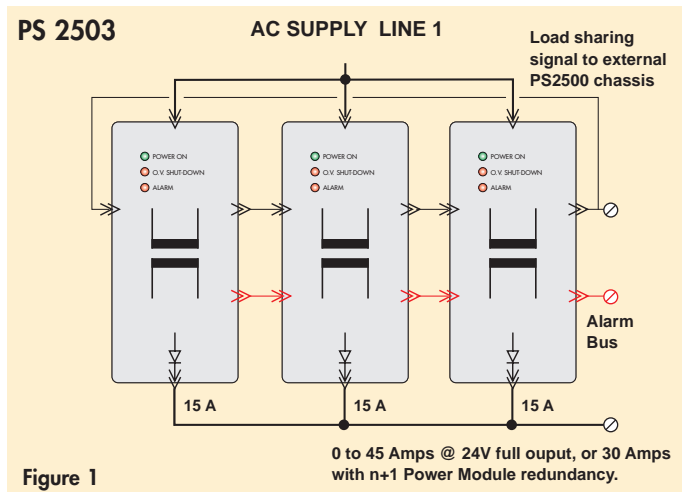 PS 2503
AC SUPPLY LINE 1
Load sharing
signal to external
PS2500 chassis
POWER ON
O.V. SHUT-DOWN
ALARM
POWER ON
O.V. SHUT-DOWN
ALARM
POWER ON
O.V. SHUT-DOWN
ALARM
Alarm
Bus
15 A
15 A
15 A
0 to 45 Amps @ 24V full ouput, or 30 Amps
with n+1 Power Module redundancy.
Figure 1